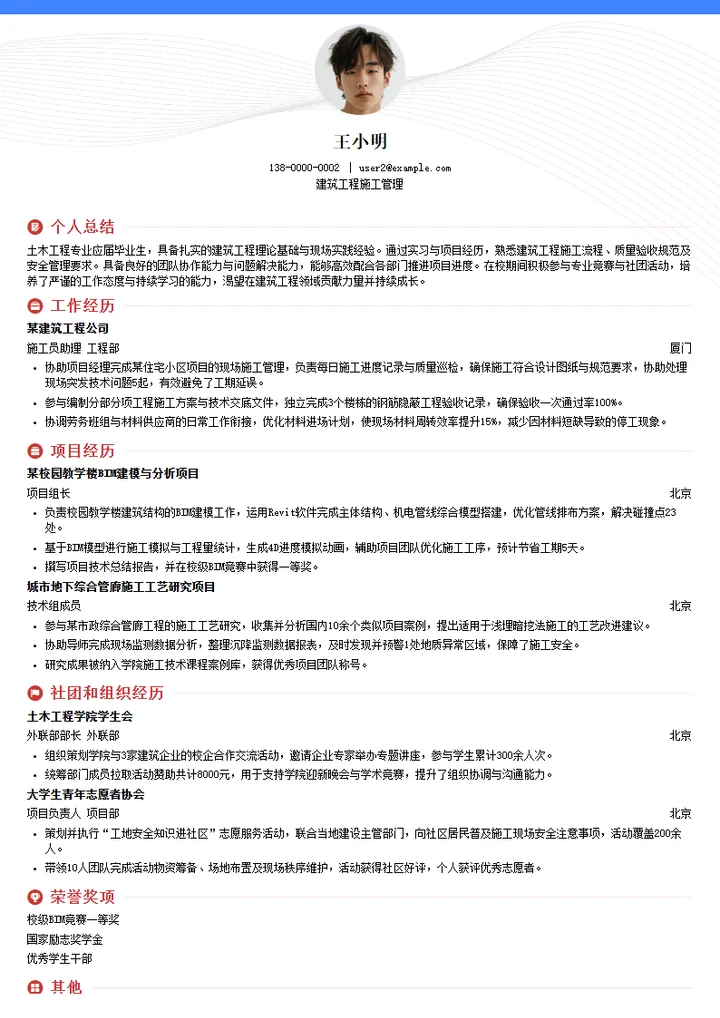 王小明
138-0000-0002 | user2@example.com
建筑工程施工管理
个人总结
土木工程专业应届毕业生，具备扎实的建筑工程理论基础与现场实践经验。通过实习与项目经历，熟悉建筑工程施工流程、质量验收规范及
安全管理要求。具备良好的团队协作能力与问题解决能力，能够高效配合各部门推进项目进度。在校期间积极参与专业竞赛与社团活动，培
养了严谨的工作态度与持续学习的能力，渴望在建筑工程领域贡献力量并持续成长。
工作经历
某建筑工程公司
施工员助理 工程部 厦门
• 协助项目经理完成某住宅小区项目的现场施工管理，负责每日施工进度记录与质量巡检，确保施工符合设计图纸与规范要求，协助处理
现场突发技术问题5起，有效避免了工期延误。
• 参与编制分部分项工程施工方案与技术交底文件，独立完成3个楼栋的钢筋隐蔽工程验收记录，确保验收一次通过率100%。
• 协调劳务班组与材料供应商的日常工作衔接，优化材料进场计划，使现场材料周转效率提升15%，减少因材料短缺导致的停工现象。
项目经历
某校园教学楼BIM建模与分析项目
项目组长 北京
• 负责校园教学楼建筑结构的BIM建模工作，运用Revit软件完成主体结构、机电管线综合模型搭建，优化管线排布方案，解决碰撞点23
处。
• 基于BIM模型进行施工模拟与工程量统计，生成4D进度模拟动画，辅助项目团队优化施工工序，预计节省工期5天。
• 撰写项目技术总结报告，并在校级BIM竞赛中获得一等奖。
城市地下综合管廊施工工艺研究项目
技术组成员 北京
• 参与某市政综合管廊工程的施工工艺研究，收集并分析国内10余个类似项目案例，提出适用于浅埋暗挖法施工的工艺改进建议。
• 协助导师完成现场监测数据分析，整理沉降监测数据报表，及时发现并预警1处地质异常区域，保障了施工安全。
• 研究成果被纳入学院施工技术课程案例库，获得优秀项目团队称号。
社团和组织经历
土木工程学院学生会
外联部部长 外联部 北京
• 组织策划学院与3家建筑企业的校企合作交流活动，邀请企业专家举办专题讲座，参与学生累计300余人次。
• 统筹部门成员拉取活动赞助共计8000元，用于支持学院迎新晚会与学术竞赛，提升了组织协调与沟通能力。
大学生青年志愿者协会
项目负责人 项目部 北京
• 策划并执行“工地安全知识进社区”志愿服务活动，联合当地建设主管部门，向社区居民普及施工现场安全注意事项，活动覆盖200余
人。
• 带领10人团队完成活动物资筹备、场地布置及现场秩序维护，活动获得社区好评，个人获评优秀志愿者。
荣誉奖项
校级BIM竞赛一等奖
国家励志奖学金
优秀学生干部
其他